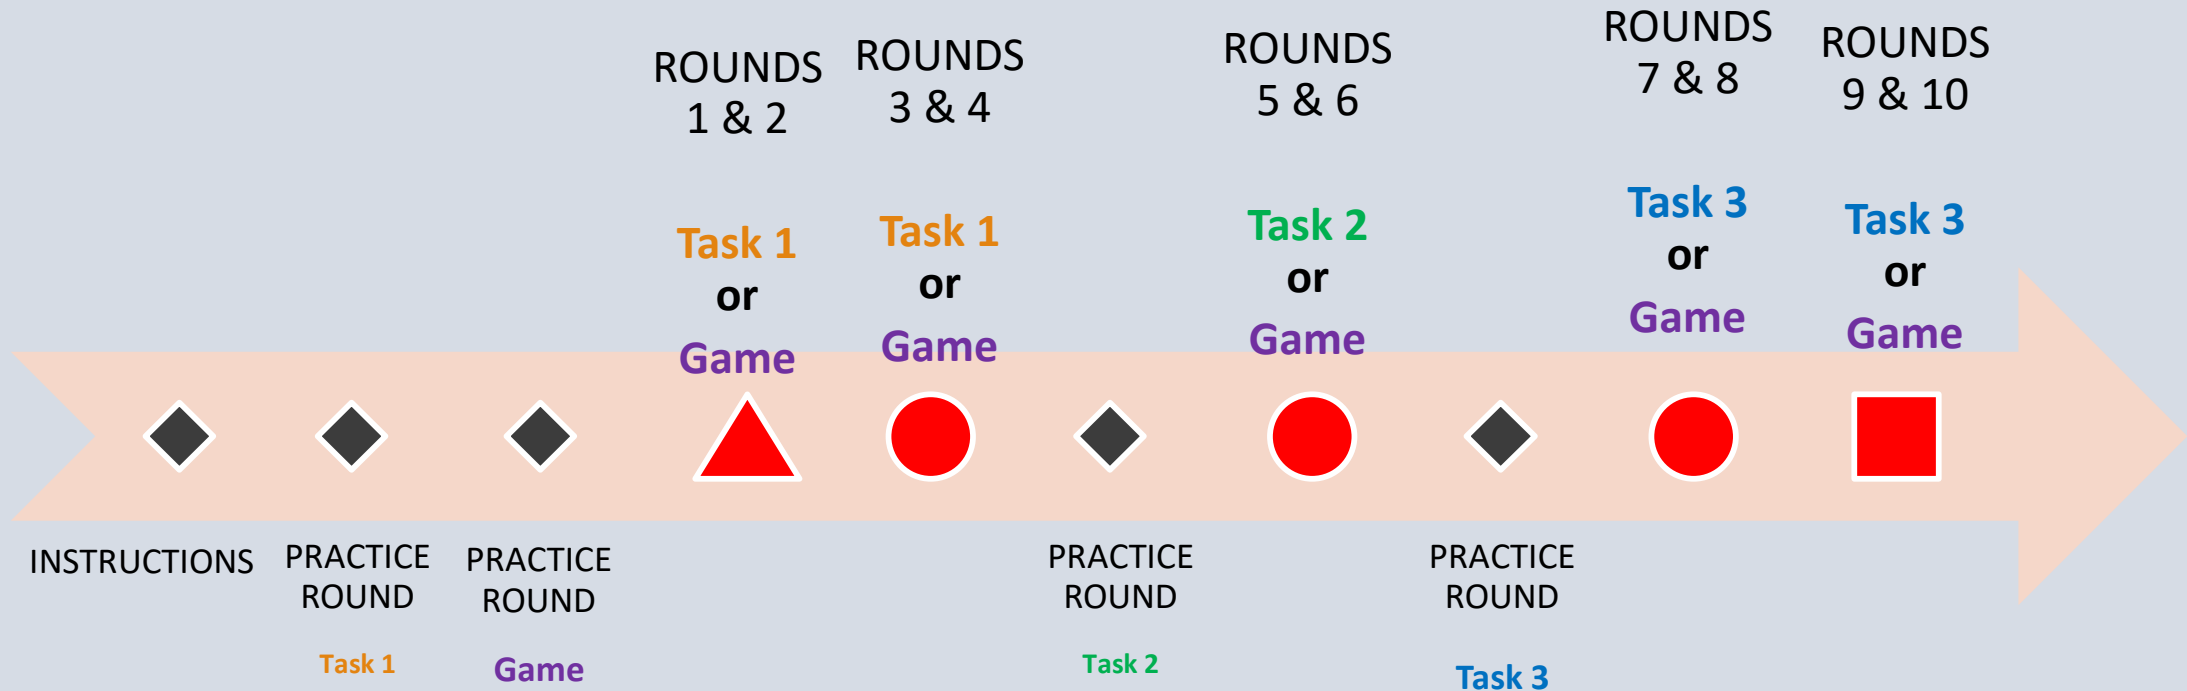 ROUNDS
1 & 2
Task 1
or
Game
ROUNDS
3 & 4
Task 1
or
Game
ROUNDS
5 & 6
Task 2
or
Game
ROUNDS
7 & 8
Task 3
or
Game
ROUNDS
9 & 10
Task 3
or
Game
INSTRUCTIONS
PRACTICE
ROUND
Task 1
PRACTICE
ROUND
Game
PRACTICE
ROUND
Task 2
PRACTICE
ROUND
Task 3